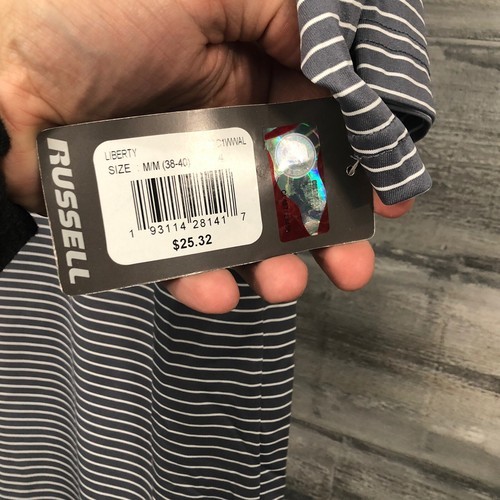 RUSSELL
LIBERTY
SIZE : M/M (38-40)
1 93114 28141 7
$25.32